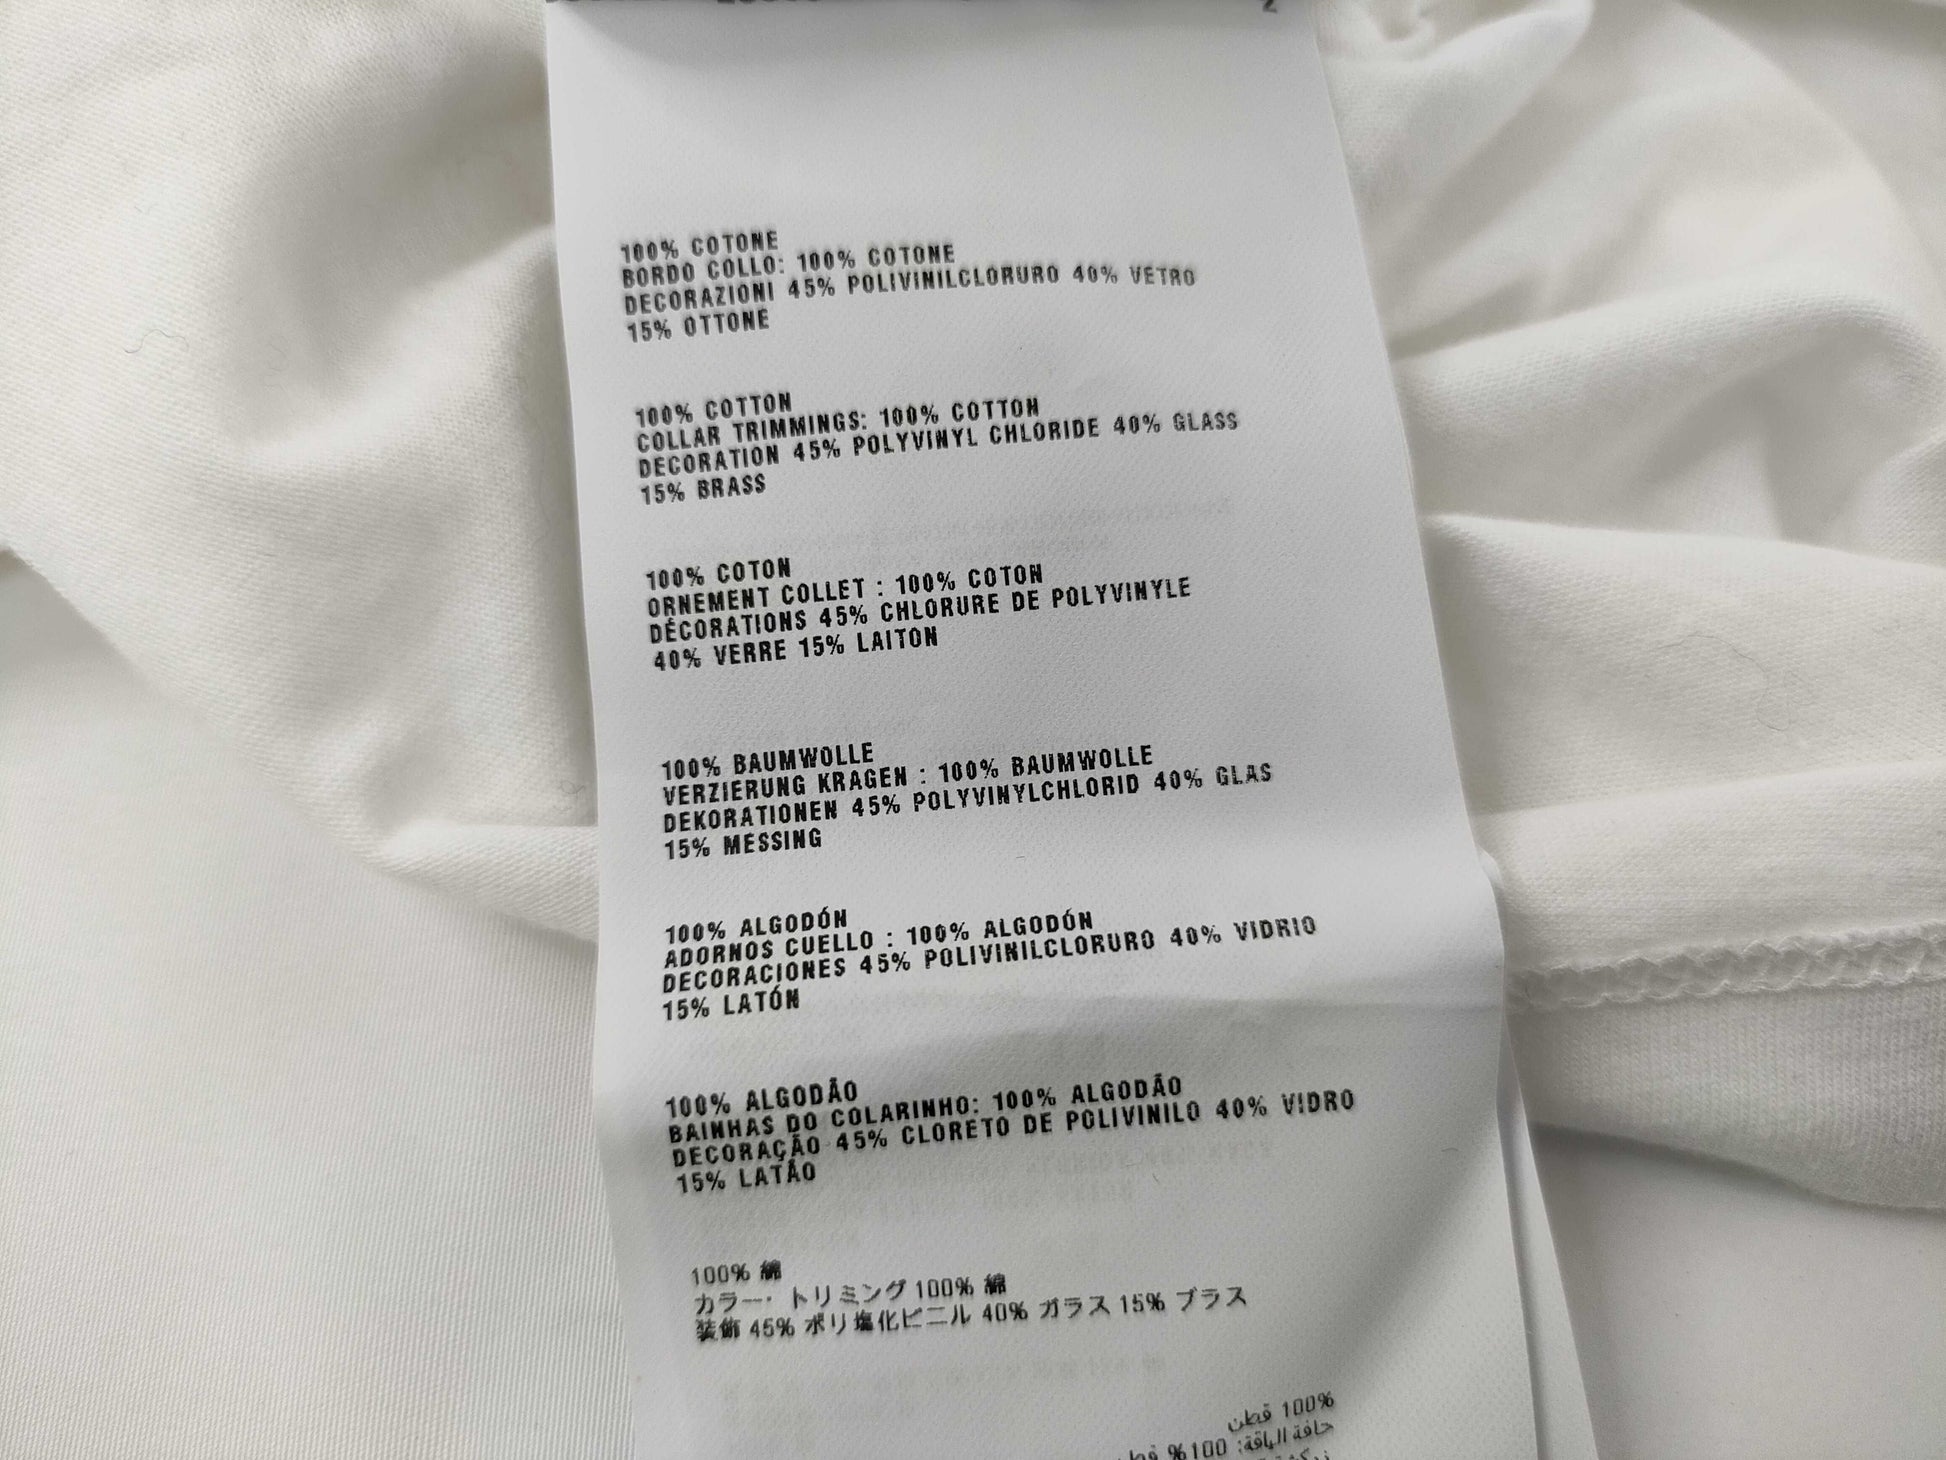 100% COTONE
BORDO COLLO: 100% COTONE
DECORAZIONI 45% POLIVINILCLORURO 40% VETRO
15% OTTONE
100% COTTON
COLLAR TRIMMINGS: 100% COTTON
DECORATION 45% POLYVINYL CHLORIDE 40% GLASS
15% BRASS
100% COTON
ORNEMENT COLLET : 100% COTON
DÉCORATIONS 45% CHLORURE DE POLYVINYLE
40% VERRE 15% LAITON
100% BAUMWOLLE
VERZIERUNG KRAGEN : 100% BAUMWOLLE
DEKORATIONEN 45% POLYVINYLCHLORID 40% GLAS
15% MESSING
100% ALGODÓN
ADORNOS CUELLO : 100% ALGODÓN
DECORACIONES 45% POLIVINILCLORURO 40% VIDRIO
15% LATÓN
100% ALGODÃO
BAINHAS DO COLARINHO: 100% ALGODÃO
DECORAÇÃO 45% CLORETO DE POLIVINILO 40% VIDRO
15% LATÃO
100% 綿
カラー・トリミング 100% 綿
装飾 45% ポリ塩化ビニル 40% ガラス 15% ブラス
100% قطن
حافة الياقة: 100%